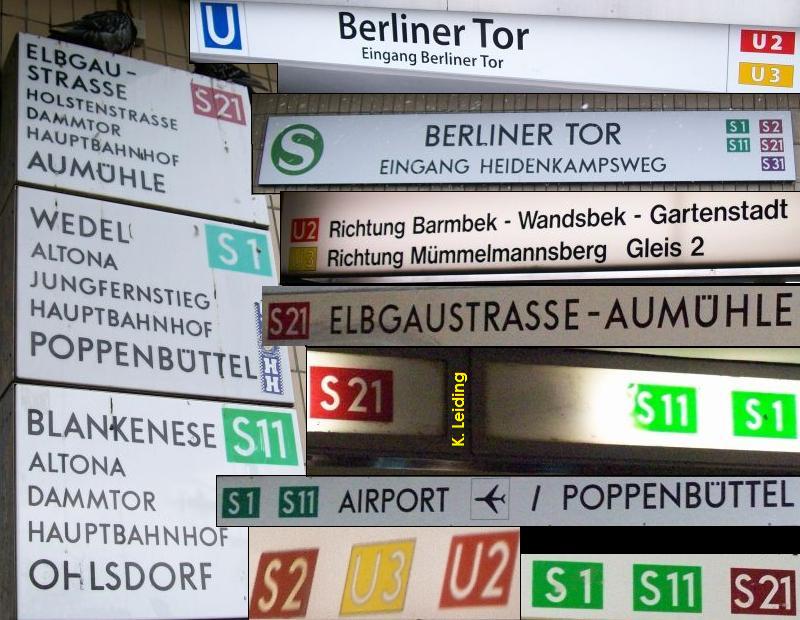 ELBGAU-
STRASSE
HOLSTENSTRASSE
DAMMTOR
HAUPTBAHNHOF
AUMÜHLE
S21
WEDEL
ALTONA
JUNGFERNSTIEG
HAUPTBAHNHOF
POPPENBÜTTEL
S1
BLANKENESE
ALTONA
DAMMTOR
HAUPTBAHNHOF
OHLSDORF
S11
U Berliner Tor U2
Eingang Berliner Tor U3
S BERLINER TOR S1 S2
EINGANG HEIDENKAMPSWEG S11 S21
S31
U2 Richtung Barmbek - Wandsbek - Gartenstadt
U3 Richtung Mümmelmannsberg Gleis 2
S21 ELBGAUSTRASSE-AUMÜHLE
S21 S11 S1
K. Leiding
S1 S11 AIRPORT / POPPENBÜTTEL
S2 U3 U2
S1 S11 S21